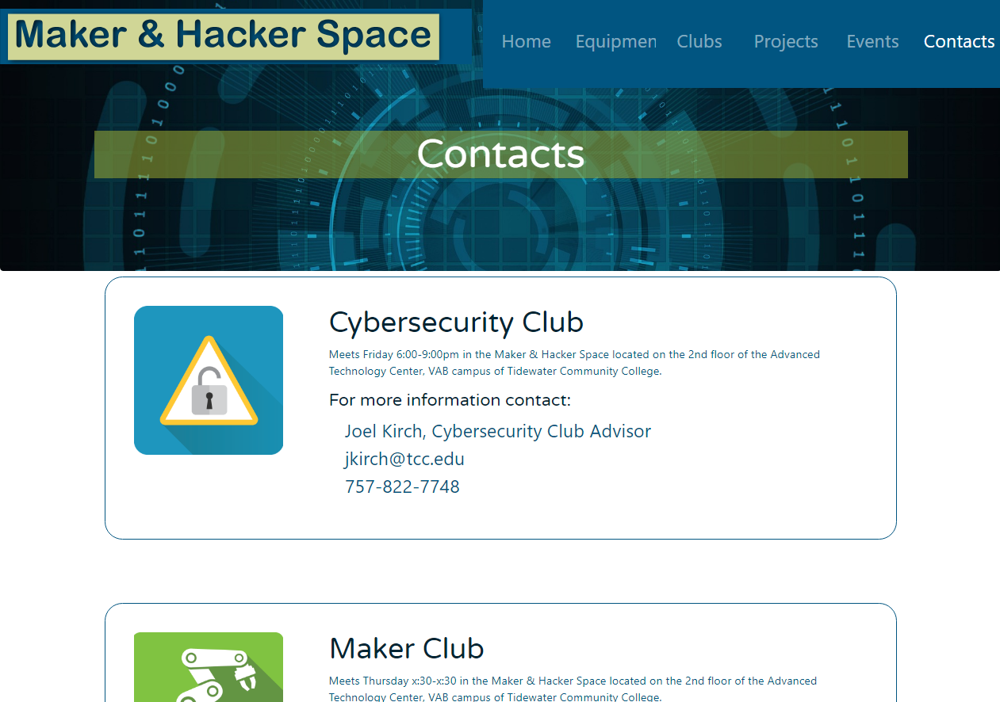 Maker & Hacker Space
Home Equipmen Clubs Projects Events Contacts
Contacts
Cybersecurity Club
Meets Friday 6:00-9:00pm in the Maker & Hacker Space located on the 2nd floor of the Advanced
Technology Center, VAB campus of Tidewater Community College.
For more information contact:
Joel Kirch, Cybersecurity Club Advisor
jkirch@tcc.edu
757-822-7748
Maker Club
Meets Thursday x:30-x:30 in the Maker & Hacker Space located on the 2nd floor of the Advanced
Technology Center, VAB campus of Tidewater Community College.